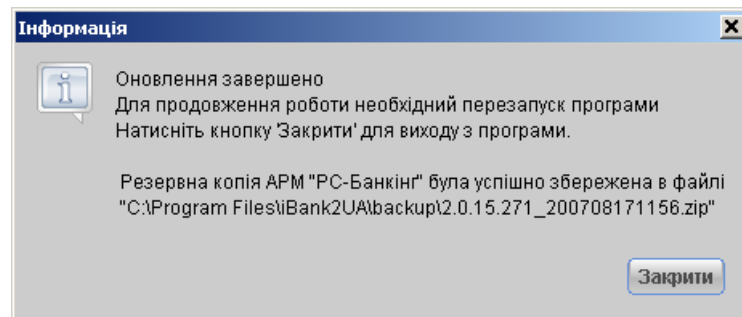 Інформація
Оновлення завершено
Для продовження роботи необхідний перезапуск програми
Натисніть кнопку 'Закрити' для виходу з програми.
Резервна копія АРМ "РС-Банкінг" була успішно збережена в файлі
"C:\Program Files\iBank2UA\backup\2.0.15.271_200708171156.zip"
Закрити